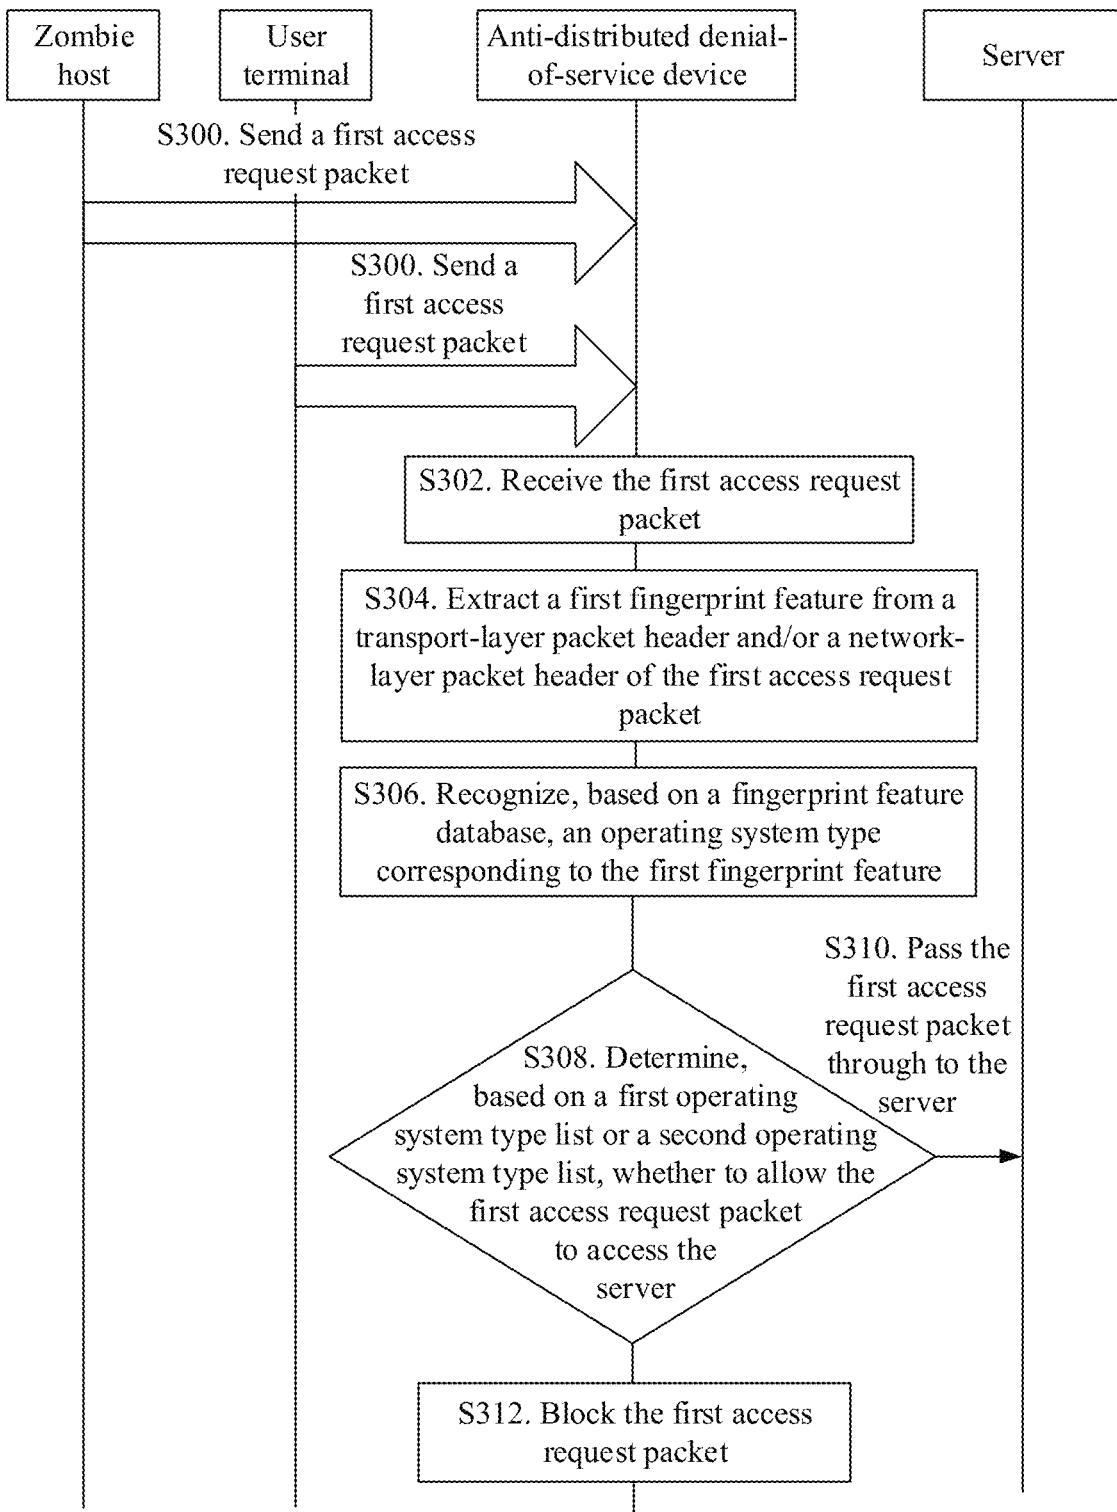 Zombie
host
User
terminal
Anti-distributed denial-
of-service device
Server
S300. Send a first access
request packet
S300. Send a
first access
request packet
S302. Receive the first access request
packet
S304. Extract a first fingerprint feature from a
transport-layer packet header and/or a network-
layer packet header of the first access request
packet
S306. Recognize, based on a fingerprint feature
database, an operating system type
corresponding to the first fingerprint feature
S310. Pass the
first access
request packet
through to the
server
S308. Determine,
based on a first operating
system type list or a second operating
system type list, whether to allow the
first access request packet
to access the
server
S312. Block the first access
request packet